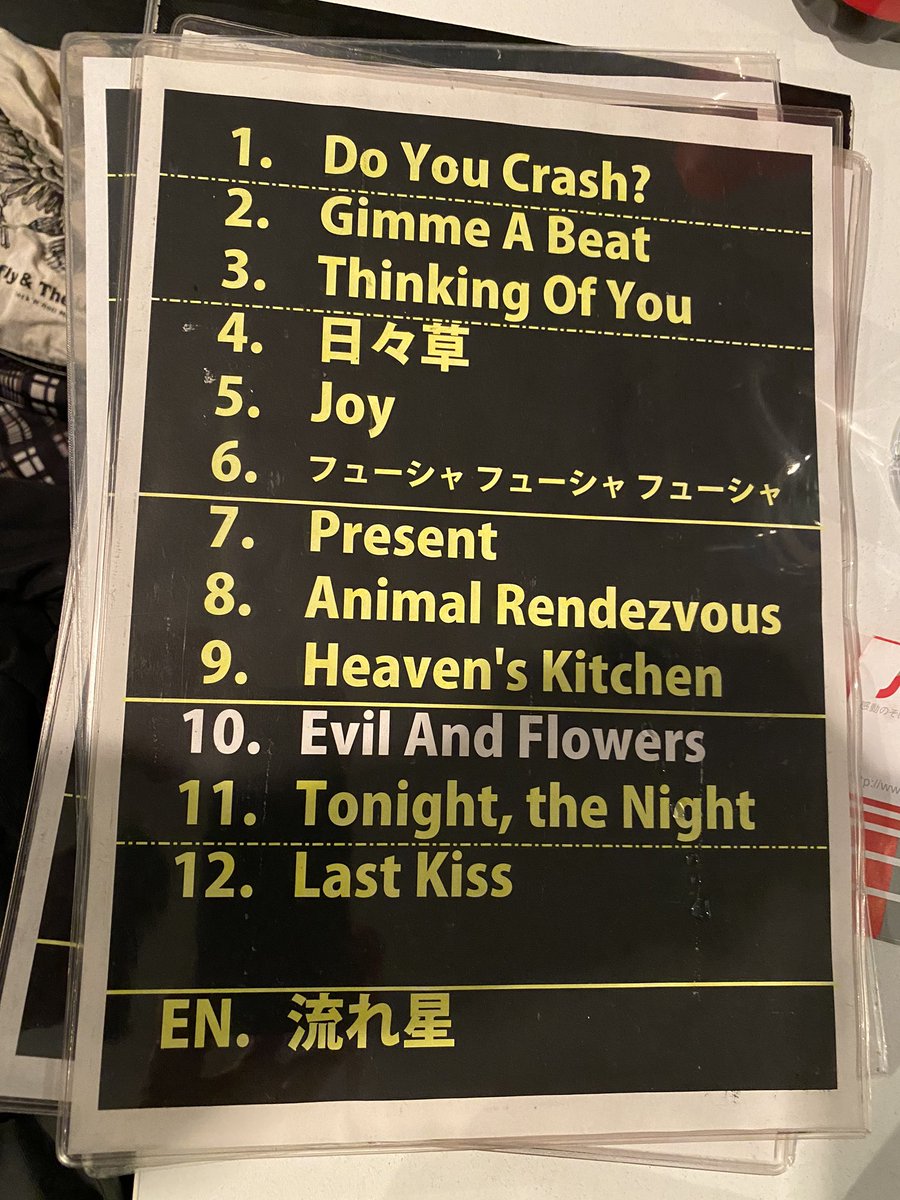 1. Do You Crash?
2. Gimme A Beat
3. Thinking Of You
4. 日々草
5. Joy
6. フューシャ フューシャ フューシャ
7. Present
8. Animal Rendezvous
9. Heaven's Kitchen
10. Evil And Flowers
11. Tonight, the Night
12. Last Kiss
EN. 流れ星
fly & The